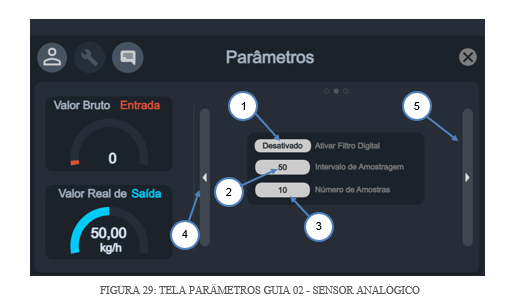 Parâmetros
Valor Bruto Entrada
0
Valor Real de Saída
50,00
kg/h
1
5
Desativado Ativar Filtro Digital
50 Intervalo de Amostragem
10 Número de Amostras
2
3
4
FIGURA 29: TELA PARÂMETROS GUIA 02 - SENSOR ANALÓGICO